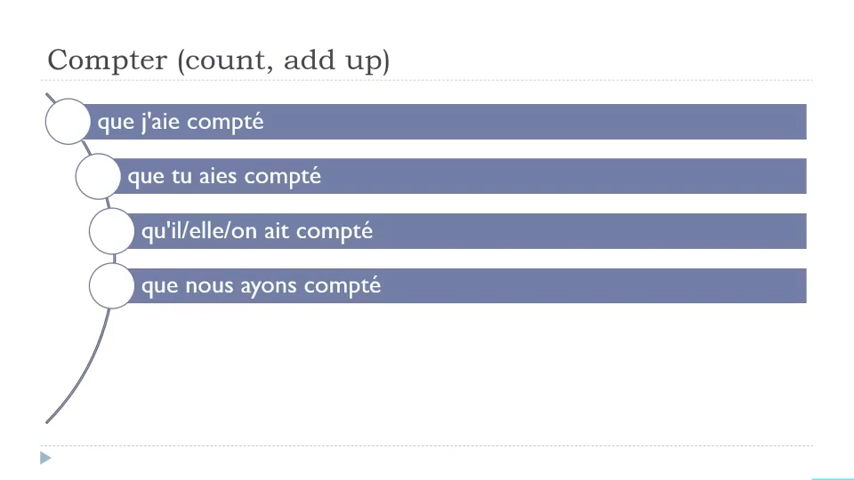 Compter (count, add up)
que j'aie compté
que tu aies compté
qu'il/elle/on ait compté
que nous ayons compté